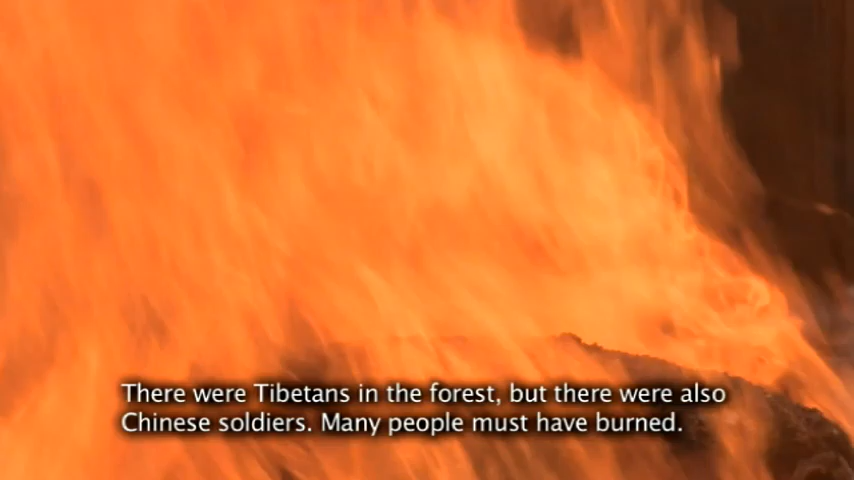 There were Tibetans in the forest, but there were also
Chinese soldiers. Many people must have burned.